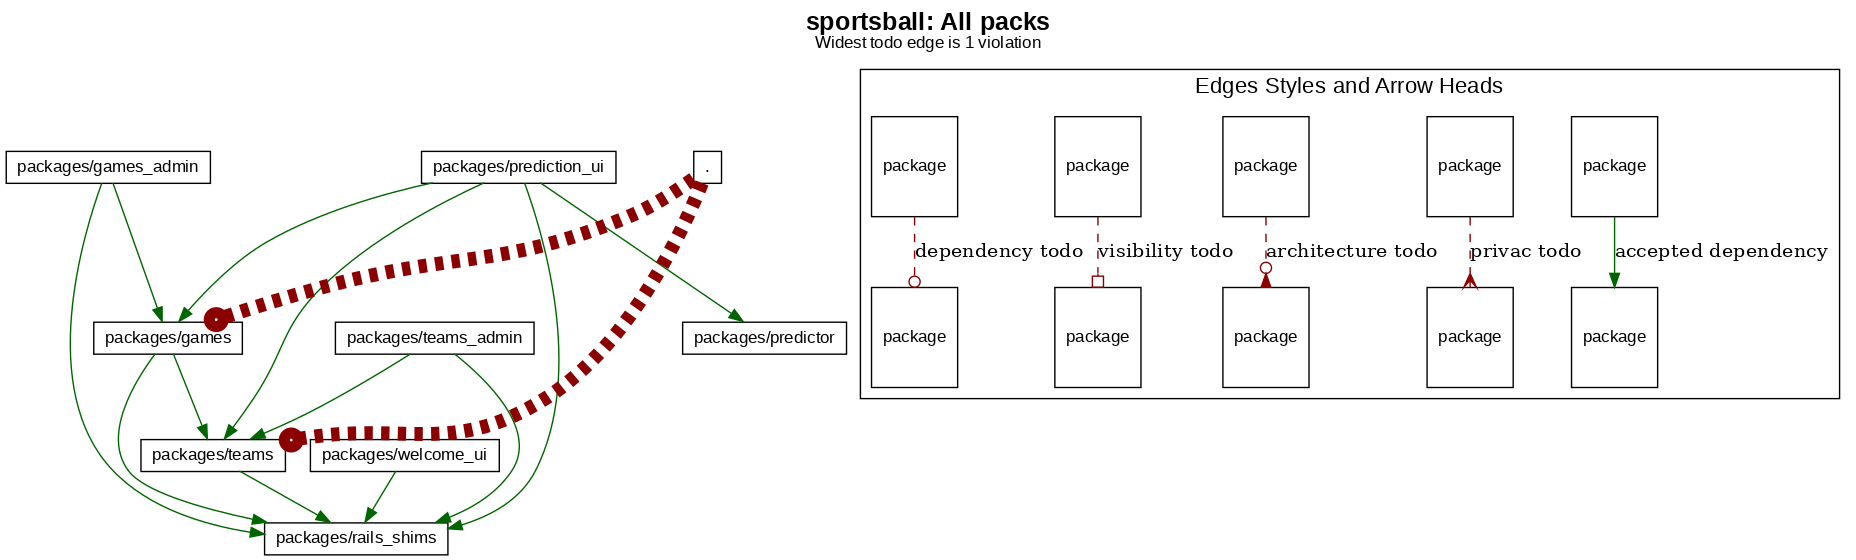 sportsball: All packs
Widest todo edge is 1 violation
Edges Styles and Arrow Heads
package
package
package
package
package
packages/games_admin
packages/prediction_ui
.
dependency todo
visibility todo
architecture todo
privac todo
accepted dependency
packages/games
packages/teams_admin
packages/predictor
package
package
package
package
package
packages/teams
packages/welcome_ui
packages/rails_shims